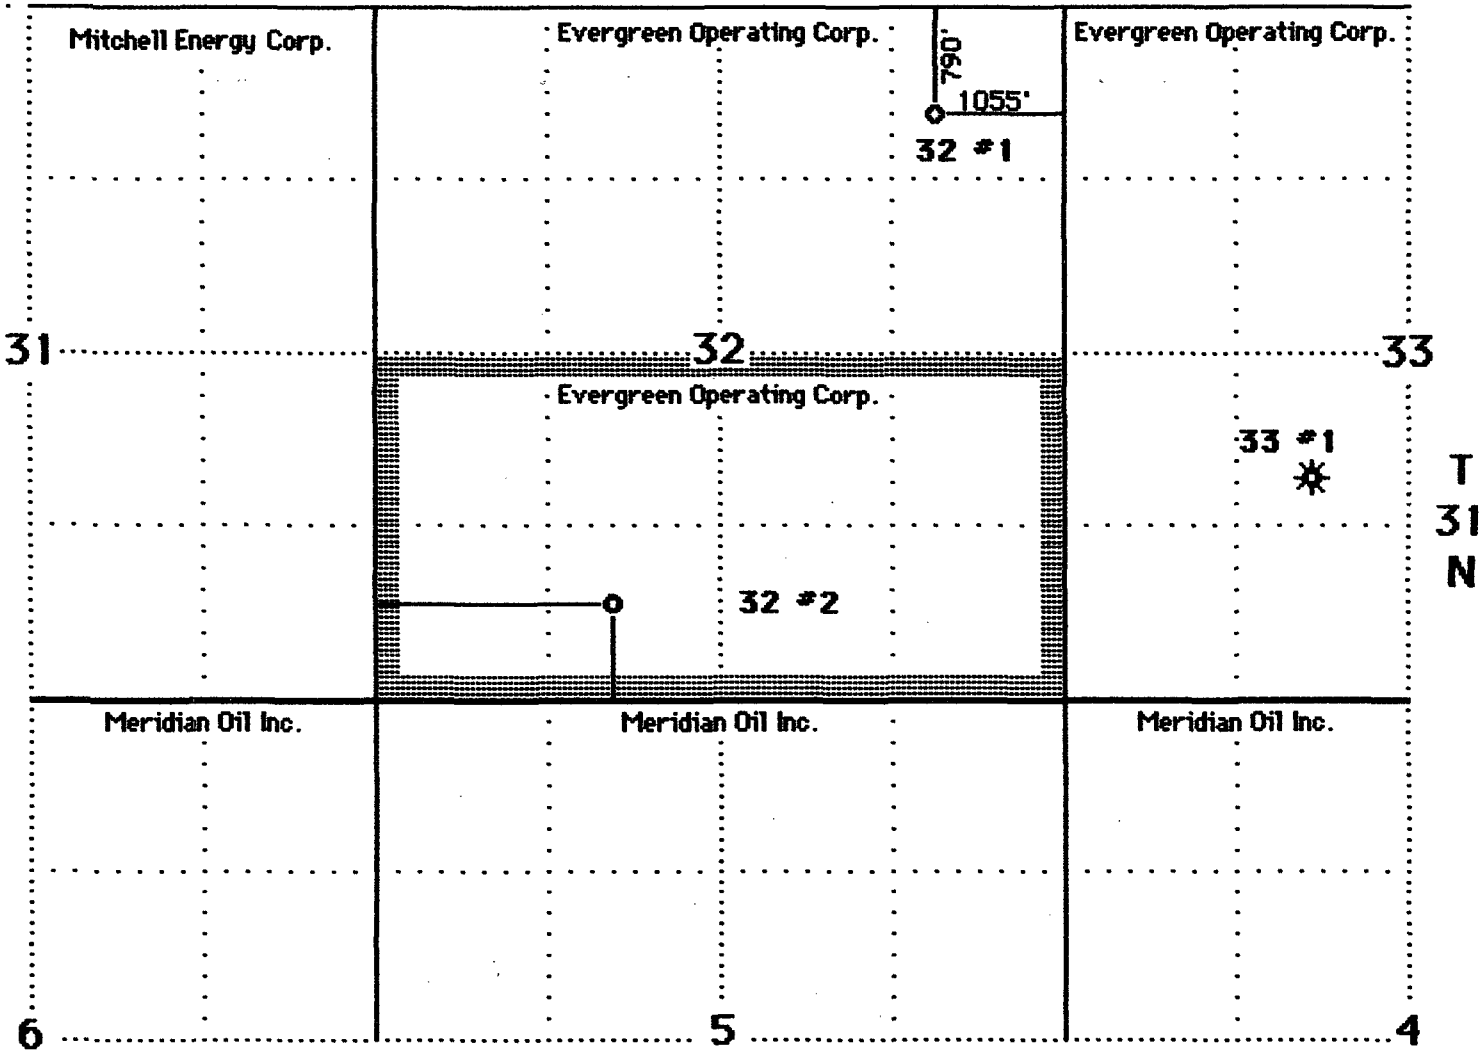 Mitchell Energy Corp.
Evergreen Operating Corp.
Evergreen Operating Corp.
790'
1055'
32 #1
31
32
33
Evergreen Operating Corp.
33 #1
T
31
N
32 #2
Meridian Oil Inc.
Meridian Oil Inc.
Meridian Oil Inc.
6
5
4